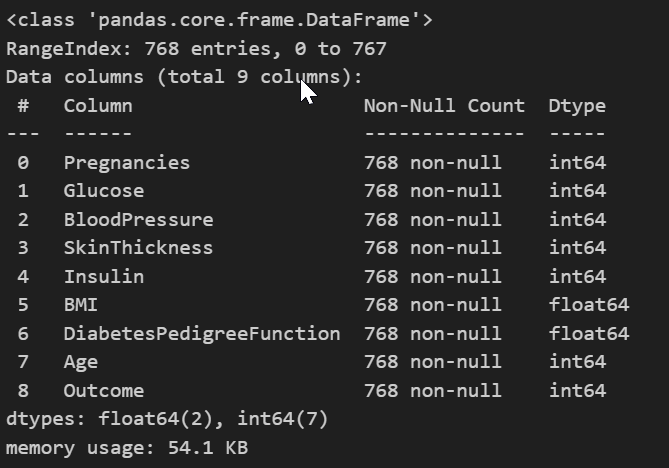 <class 'pandas.core.frame.DataFrame'>
RangeIndex: 768 entries, 0 to 767
Data columns (total 9 columns):
 #   Column                    Non-Null Count  Dtype
---  ------                    --------------  -----
 0   Pregnancies               768 non-null    int64
 1   Glucose                   768 non-null    int64
 2   BloodPressure             768 non-null    int64
 3   SkinThickness             768 non-null    int64
 4   Insulin                   768 non-null    int64
 5   BMI                       768 non-null    float64
 6   DiabetesPedigreeFunction  768 non-null    float64
 7   Age                       768 non-null    int64
 8   Outcome                   768 non-null    int64
dtypes: float64(2), int64(7)
memory usage: 54.1 KB